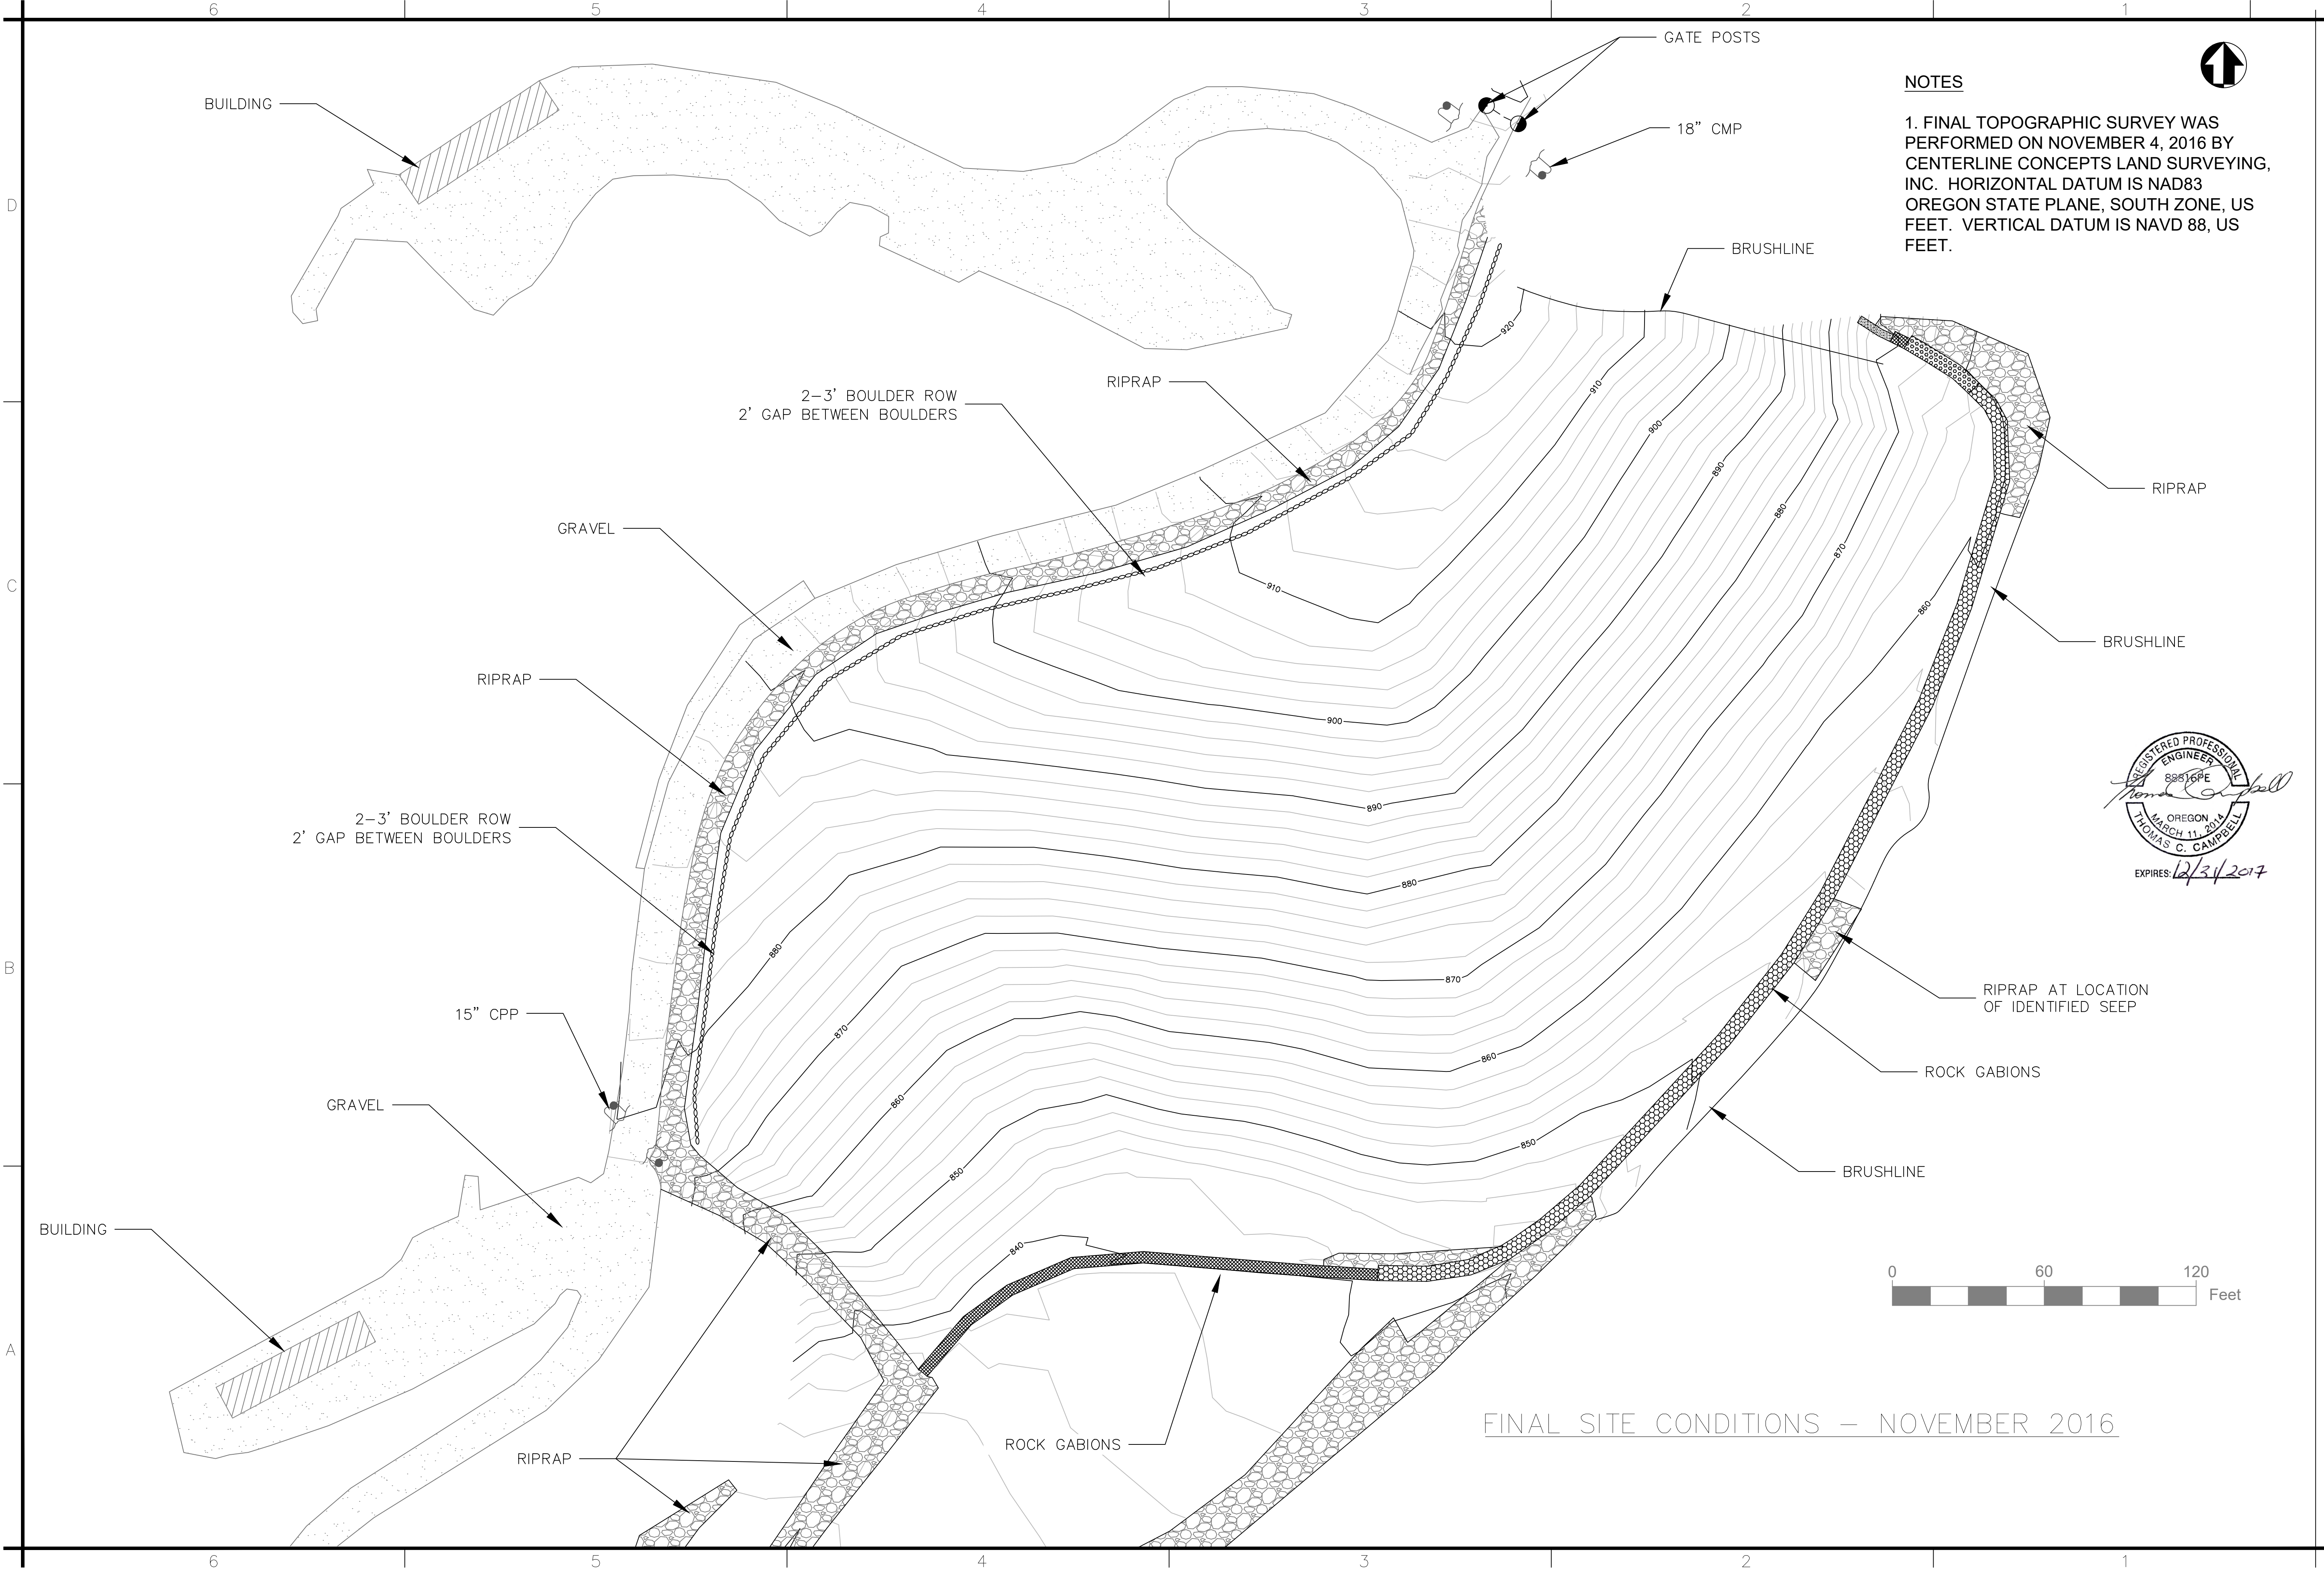 6 5 4 3 2 1
GATE POSTS
NOTES
BUILDING
1. FINAL TOPOGRAPHIC SURVEY WAS
PERFORMED ON NOVEMBER 4, 2016 BY
CENTERLINE CONCEPTS LAND SURVEYING,
INC. HORIZONTAL DATUM IS NAD83
OREGON STATE PLANE, SOUTH ZONE, US
FEET. VERTICAL DATUM IS NAVD 88, US
FEET.
18" CMP
D
BRUSHLINE
920
RIPRAP
910
2-3' BOULDER ROW
2' GAP BETWEEN BOULDERS
900
890
RIPRAP
880
GRAVEL
870
C
910
860
BRUSHLINE
RIPRAP
900
REGISTERED PROFESSIONAL
ENGINEER
88816PE
Thomas Campbell
OREGON
MARCH 11, 2014
THOMAS C. CAMPBELL
EXPIRES: 12/31/2017
890
2-3' BOULDER ROW
2' GAP BETWEEN BOULDERS
880
880
B
870
RIPRAP AT LOCATION
OF IDENTIFIED SEEP
15" CPP
870
860
ROCK GABIONS
GRAVEL
860
850
BRUSHLINE
850
BUILDING
840
0 60 120
Feet
A
FINAL SITE CONDITIONS – NOVEMBER 2016
ROCK GABIONS
RIPRAP
6 5 4 3 2 1